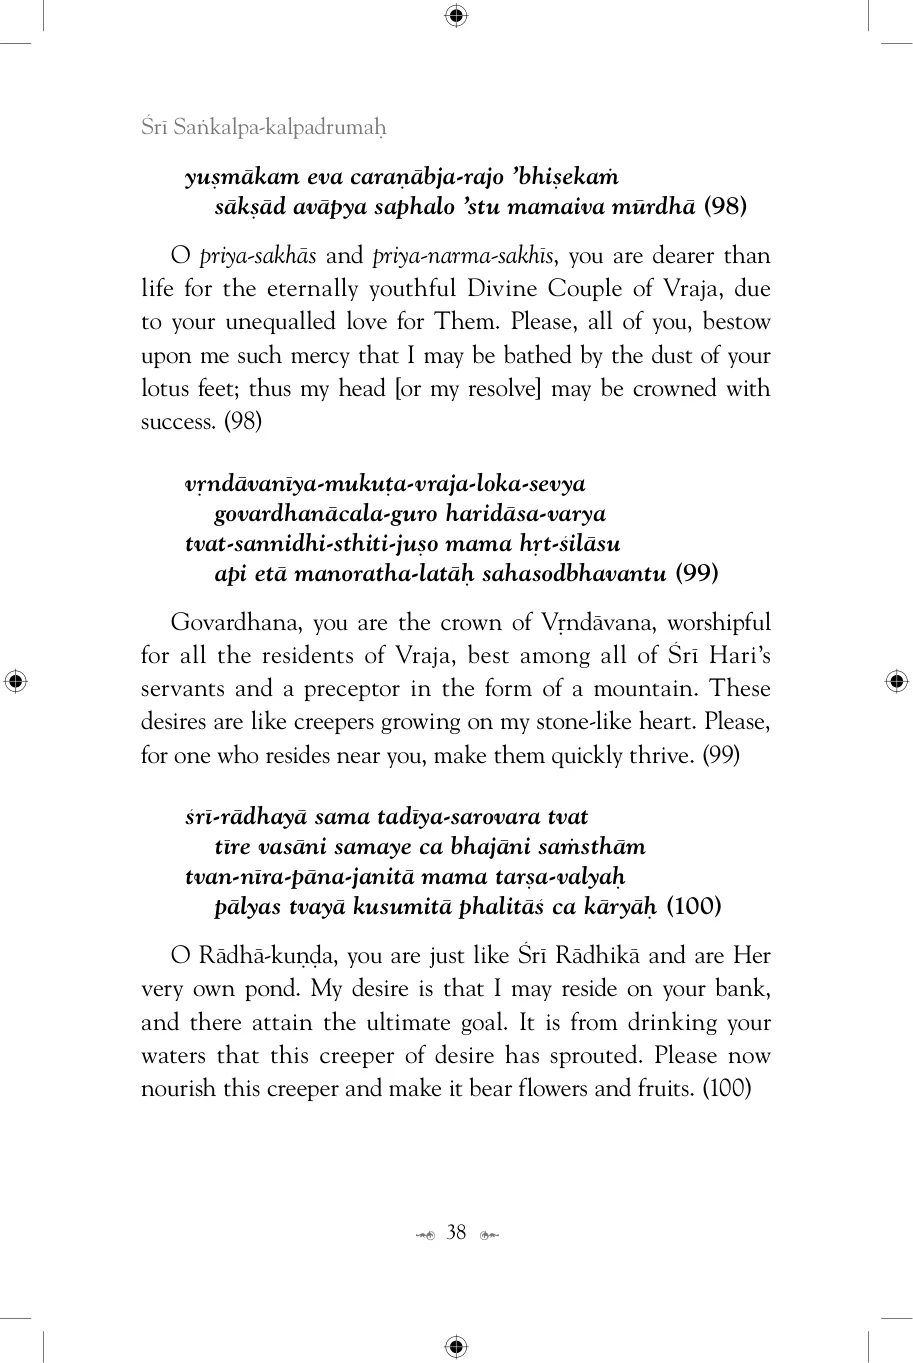 Śrī Saṅkalpa-kalpadrumaḥ
yuṣmākam eva caraṇābja-rajo ’bhiṣekaṁ
sākṣād avāpya saphalo ’stu mamaiva mūrdhā (98)
O priya-sakhās and priya-narma-sakhīs, you are dearer than
life for the eternally youthful Divine Couple of Vraja, due
to your unequalled love for Them. Please, all of you, bestow
upon me such mercy that I may be bathed by the dust of your
lotus feet; thus my head [or my resolve] may be crowned with
success. (98)
vṛndāvanīya-mukuṭa-vraja-loka-sevya
govardhanācala-guro haridāsa-varya
tvat-sannidhi-sthiti-juṣo mama hṛt-śilāsu
api etā manoratha-latāḥ sahasodbhavantu (99)
Govardhana, you are the crown of Vṛndāvana, worshipful
for all the residents of Vraja, best among all of Śrī Hari’s
servants and a preceptor in the form of a mountain. These
desires are like creepers growing on my stone-like heart. Please,
for one who resides near you, make them quickly thrive. (99)
śrī-rādhayā sama tadīya-sarovara tvat
tīre vasāni samaye ca bhajāni saṁsthām
tvan-nīra-pāna-janitā mama tarṣa-valyaḥ
pālyas tvayā kusumitā phalitāś ca kāryāḥ (100)
O Rādhā-kuṇḍa, you are just like Śrī Rādhikā and are Her
very own pond. My desire is that I may reside on your bank,
and there attain the ultimate goal. It is from drinking your
waters that this creeper of desire has sprouted. Please now
nourish this creeper and make it bear flowers and fruits. (100)
38